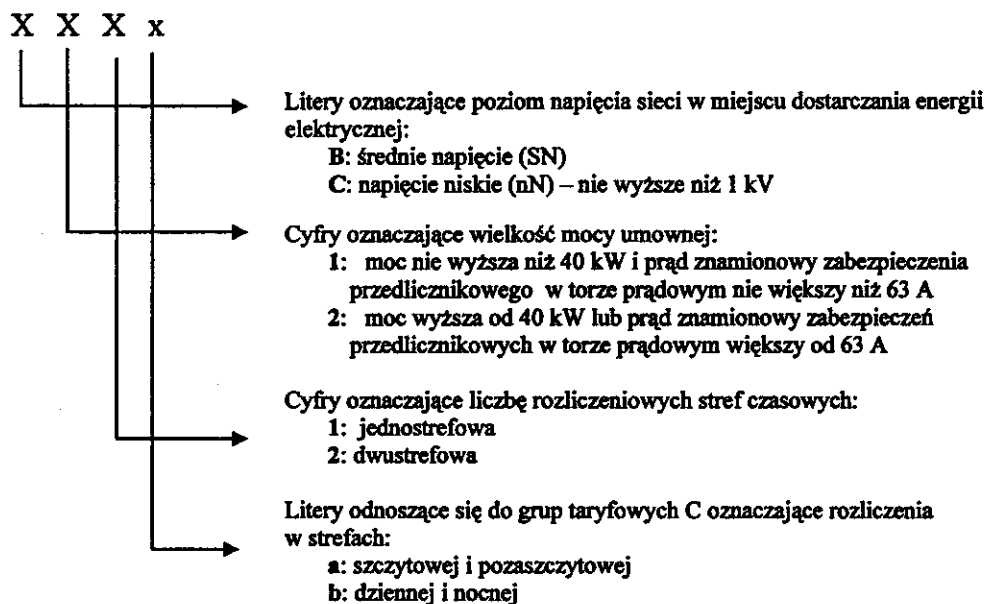 X X X x
Litery oznaczające poziom napięcia sieci w miejscu dostarczania energii
elektrycznej:
B: średnie napięcie (SN)
C: napięcie niskie (nN) – nie wyższe niż 1 kV
Cyfry oznaczające wielkość mocy umownej:
1: moc nie wyższa niż 40 kW i prąd znamionowy zabezpieczenia
przedlicznikowego w torze prądowym nie większy niż 63 A
2: moc wyższa od 40 kW lub prąd znamionowy zabezpieczeń
przedlicznikowych w torze prądowym większy od 63 A
Cyfry oznaczające liczbę rozliczeniowych stref czasowych:
1: jednostrefowa
2: dwustrefowa
Litery odnoszące się do grup taryfowych C oznaczające rozliczenia
w strefach:
a: szczytowej i pozaszczytowej
b: dziennej i nocnej